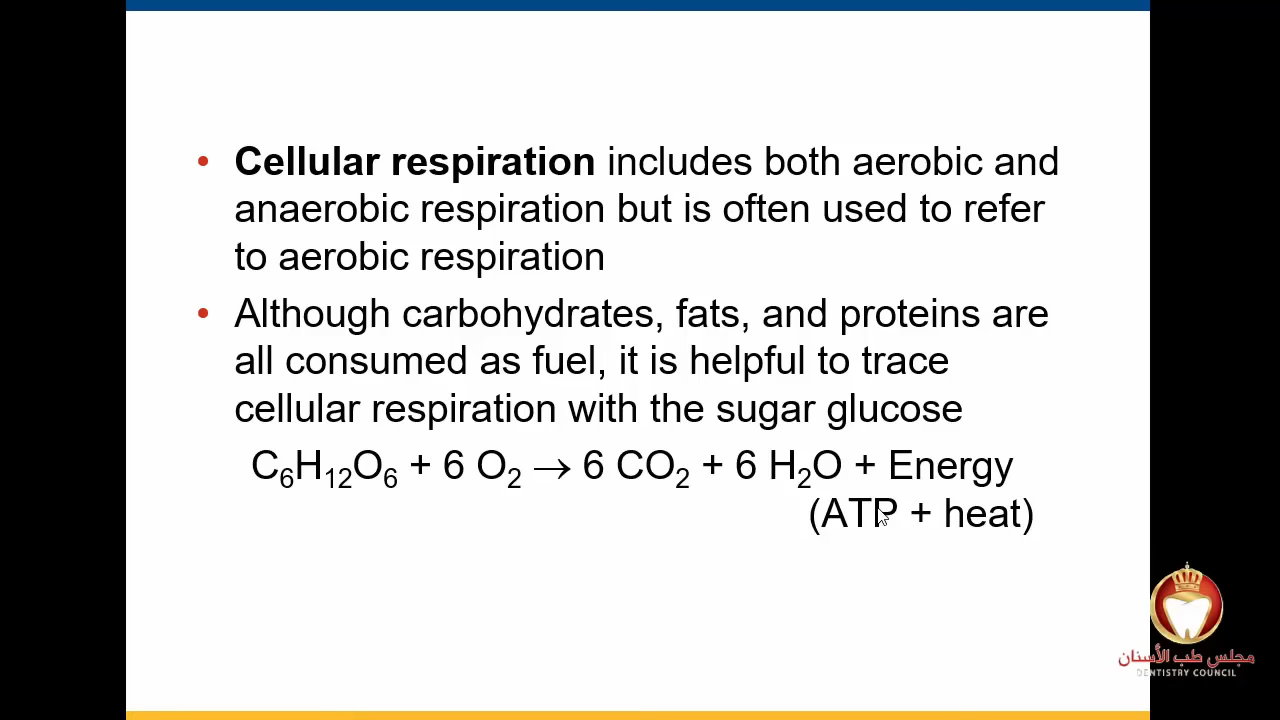 • Cellular respiration includes both aerobic and
anaerobic respiration but is often used to refer
to aerobic respiration
• Although carbohydrates, fats, and proteins are
all consumed as fuel, it is helpful to trace
cellular respiration with the sugar glucose
C₆H₁₂O₆ + 6 O₂ → 6 CO₂ + 6 H₂O + Energy
(ATP + heat)
مجلس طب الأسنان
DENTISTRY COUNCIL